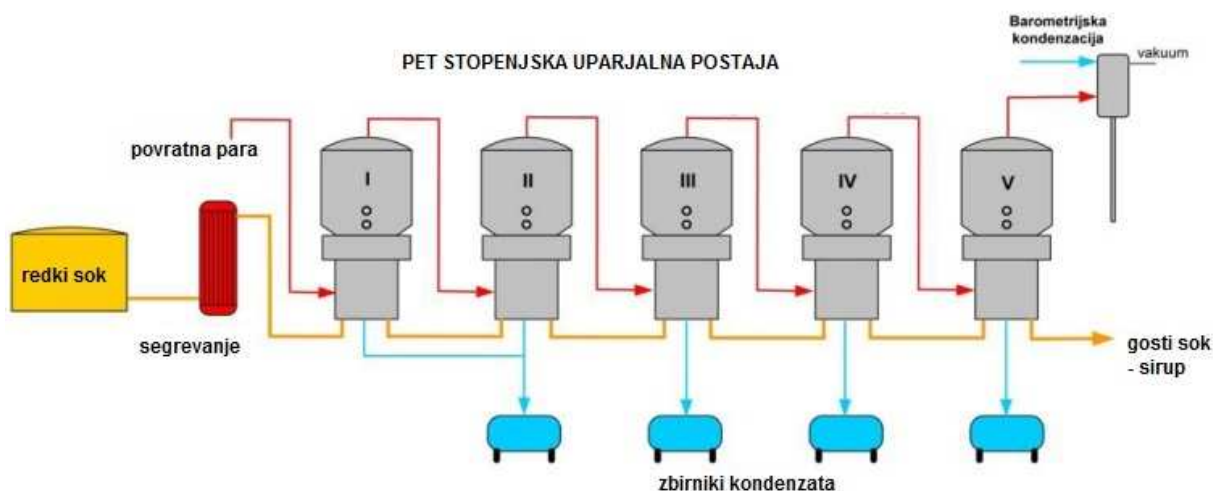 Barometrijska
kondenzacija
vakuum
PET STOPENJSKA UPARJALNA POSTAJA
povratna para
I
II
III
IV
V
redki sok
segrevanje
gosti sok
- sirup
zbirniki kondenzata